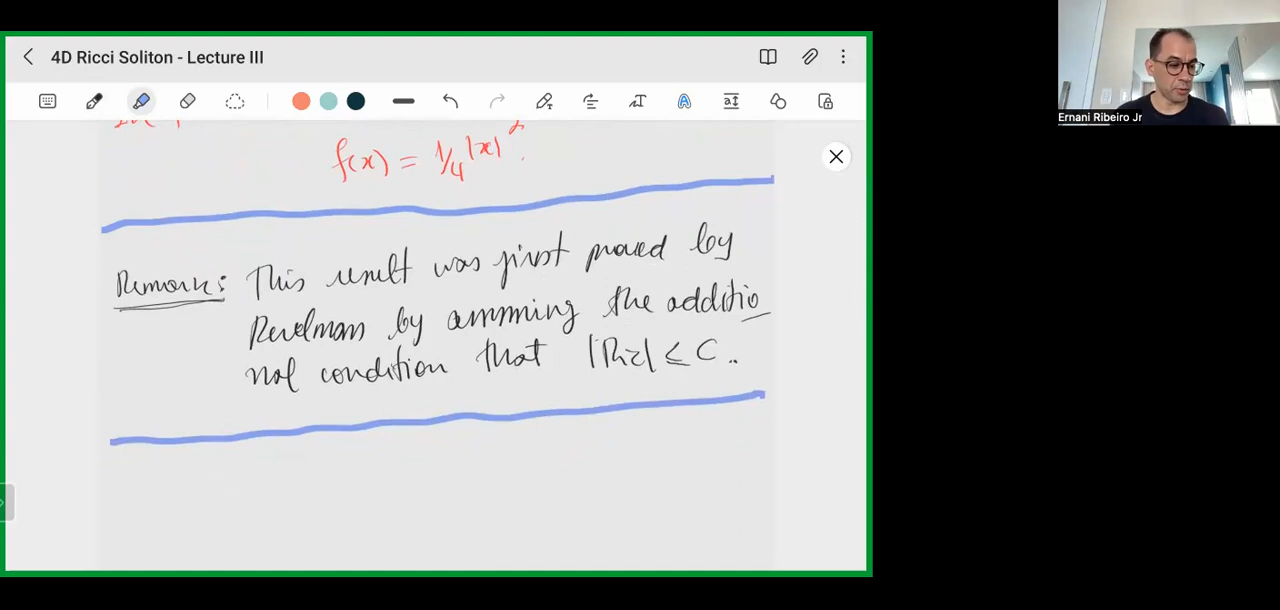 4D Ricci Soliton - Lecture III
Ernani Ribeiro Jr
f(x) = 1/4 |x|².
Remark: This result was first proved by
Perelman by assuming the additio
nal condition that |Ric| ≤ C..